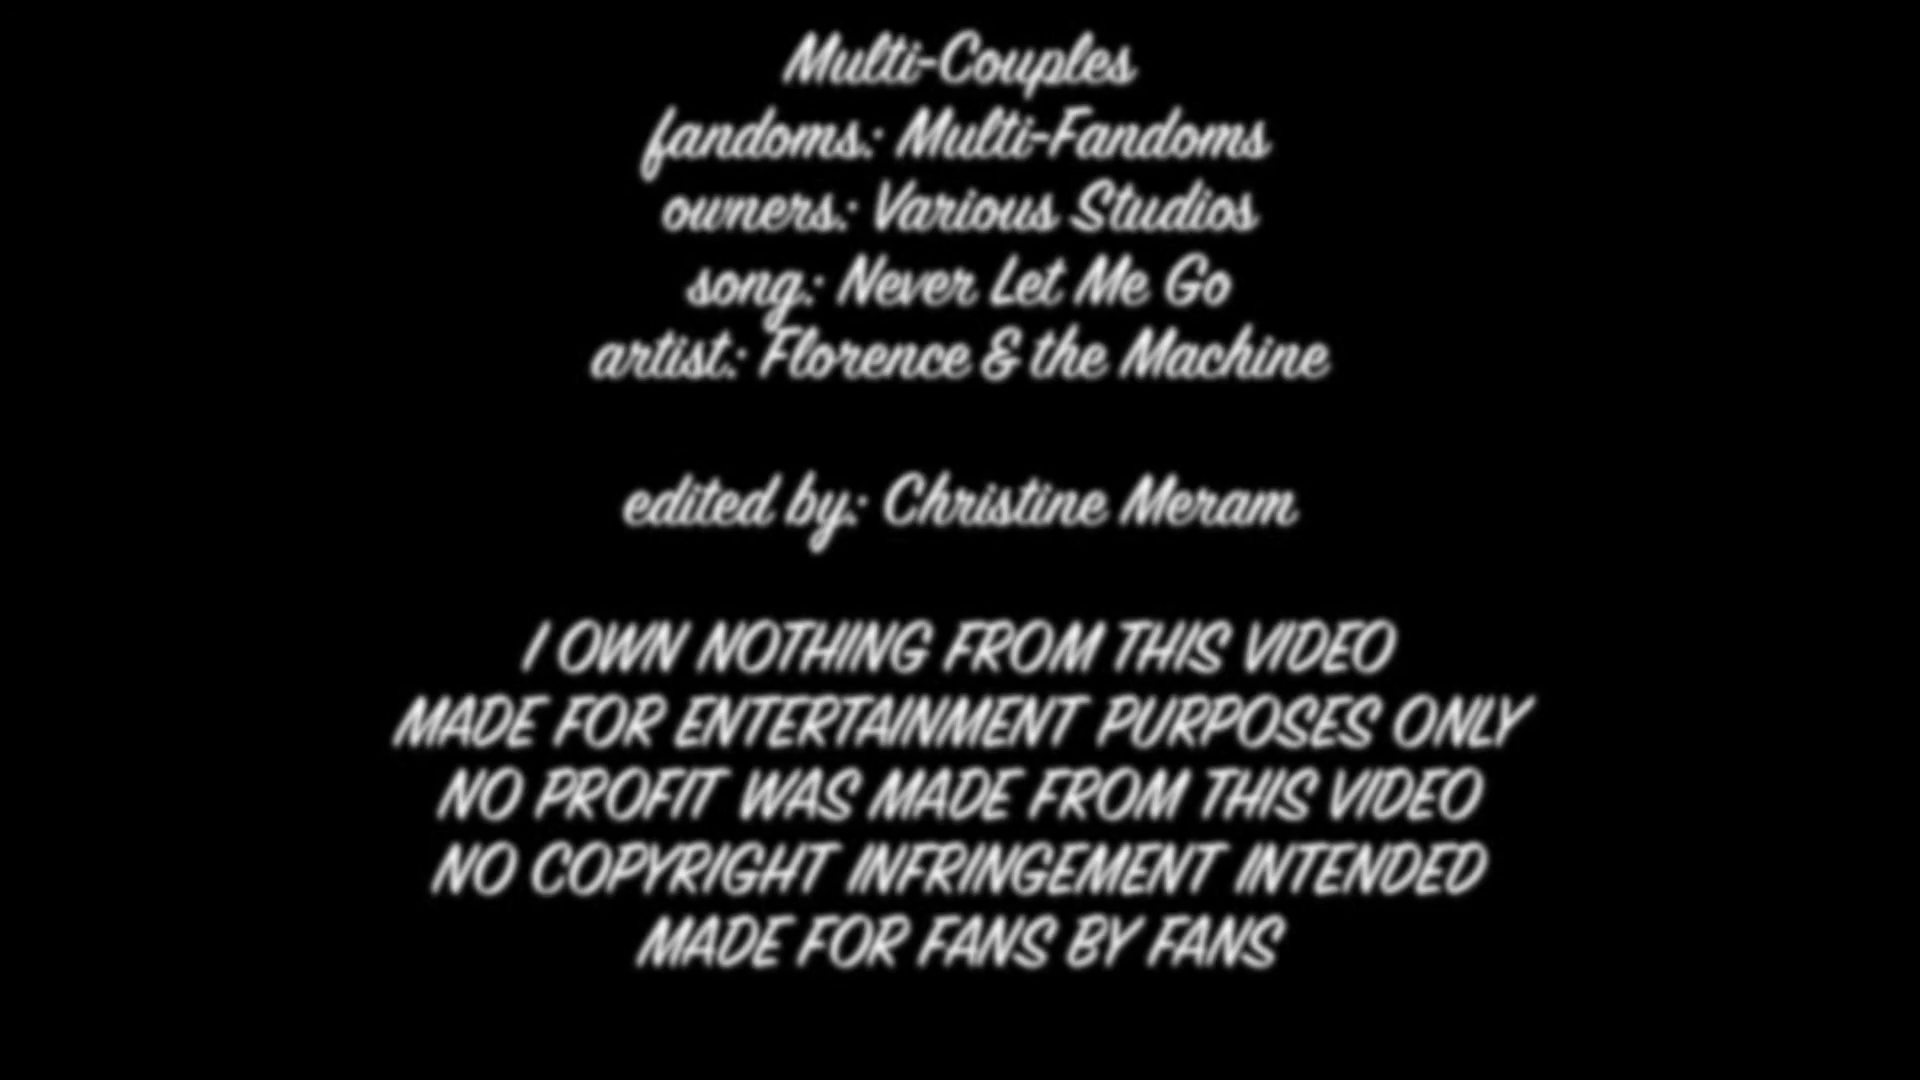 Multi-Couples
fandoms: Multi-Fandoms
owners: Various Studios
song: Never Let Me Go
artist: Florence & the Machine
edited by: Christine Meram
I OWN NOTHING FROM THIS VIDEO
MADE FOR ENTERTAINMENT PURPOSES ONLY
NO PROFIT WAS MADE FROM THIS VIDEO
NO COPYRIGHT INFRINGEMENT INTENDED
MADE FOR FANS BY FANS